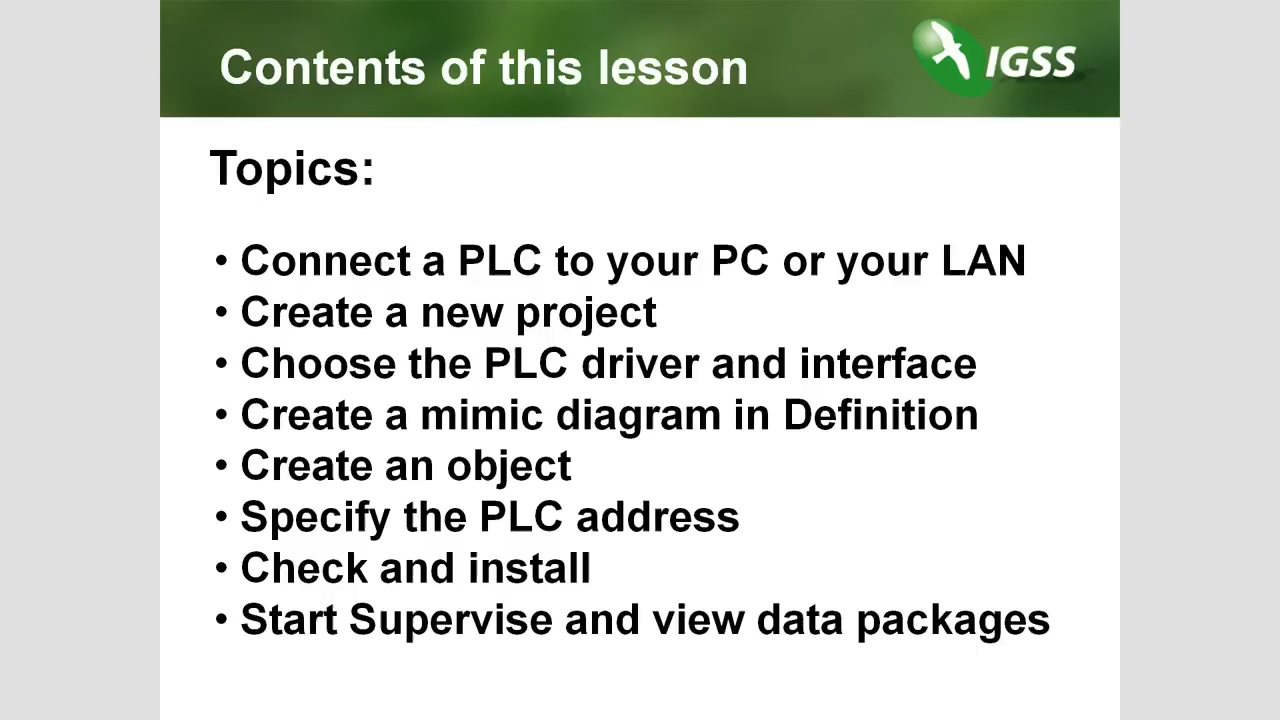 Contents of this lesson
IGSS
Topics:
• Connect a PLC to your PC or your LAN
• Create a new project
• Choose the PLC driver and interface
• Create a mimic diagram in Definition
• Create an object
• Specify the PLC address
• Check and install
• Start Supervise and view data packages